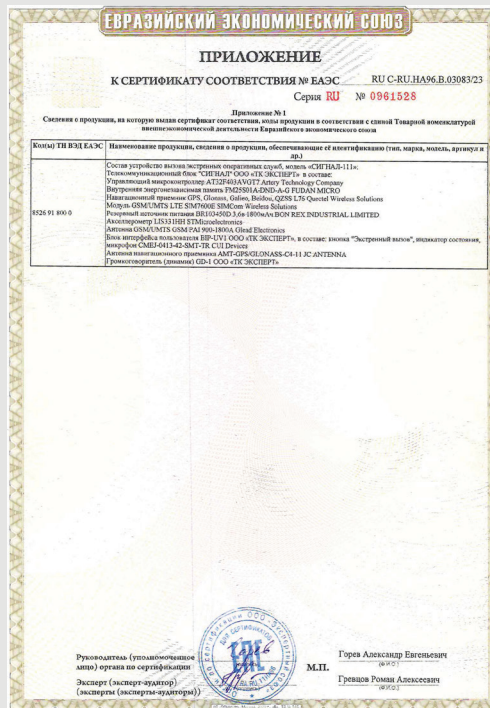 ЕВРАЗИЙСКИЙ ЭКОНОМИЧЕСКИЙ СОЮЗ
ПРИЛОЖЕНИЕ
К СЕРТИФИКАТУ СООТВЕТСТВИЯ № ЕАЭС RU C-RU.HA96.B.03083/23
Серия RU № 0961528
Приложение № 1
Сведения о продукции, на которую выдан сертификат соответствия, коды продукции в соответствии с единой Товарной номенклатурой
внешнеэкономической деятельности Евразийского экономического союза
Код(ы) ТН ВЭД ЕАЭС
Наименование продукции, сведения о продукции, обеспечивающие её идентификацию (тип, марка, модель, артикул и
др.)
8526 91 800 0
Состав устройство вызова экстренных оперативных служб, модель «СИГНАЛ-111»:
Телекоммуникационный блок "СИГНАЛ" ООО «ТК ЭКСПЕРТ» в составе:
Управляющий микроконтроллер AT32F403AVGT7 Artery Technology Company
Внутренняя энергонезависимая память FM25S01A-DND-A-G FUDAN MICRO
Навигационный приемник GPS, Glonass, Galileo, Beidou, QZSS L76 Quectel Wireless Solutions
Модуль GSM/UMTS LTE SIM7600E SIMCom Wireless Solutions
Резервный источник питания BR103450D 3,6в-1800мАч BON REX INDUSTRIAL LIMITED
Акселерометр LIS331HH STMicroelectronics
Антенна GSM/UMTS GSM PAI 900-1800A Glead Electronics
Блок интерфейса пользователя БИР-UV1 ООО «ТК ЭКСПЕРТ», в составе: кнопка "Экстренный вызов", индикатор состояния,
микрофон CMEJ-0413-42-SMT-TR CUI Devices
Антенна навигационного приемника AMT-GPS/GLONASS-C4-11 JC ANTENNA
Громкоговоритель (динамик) GD-1 ООО «ТК ЭКСПЕРТ»
Руководитель (уполномоченное
лицо) органа по сертификации
М.П.
Горев Александр Евгеньевич
(Ф.И.О.)
Эксперт (эксперт-аудитор)
(эксперты (эксперты-аудиторы))
Гревцов Роман Алексеевич
(Ф.И.О.)